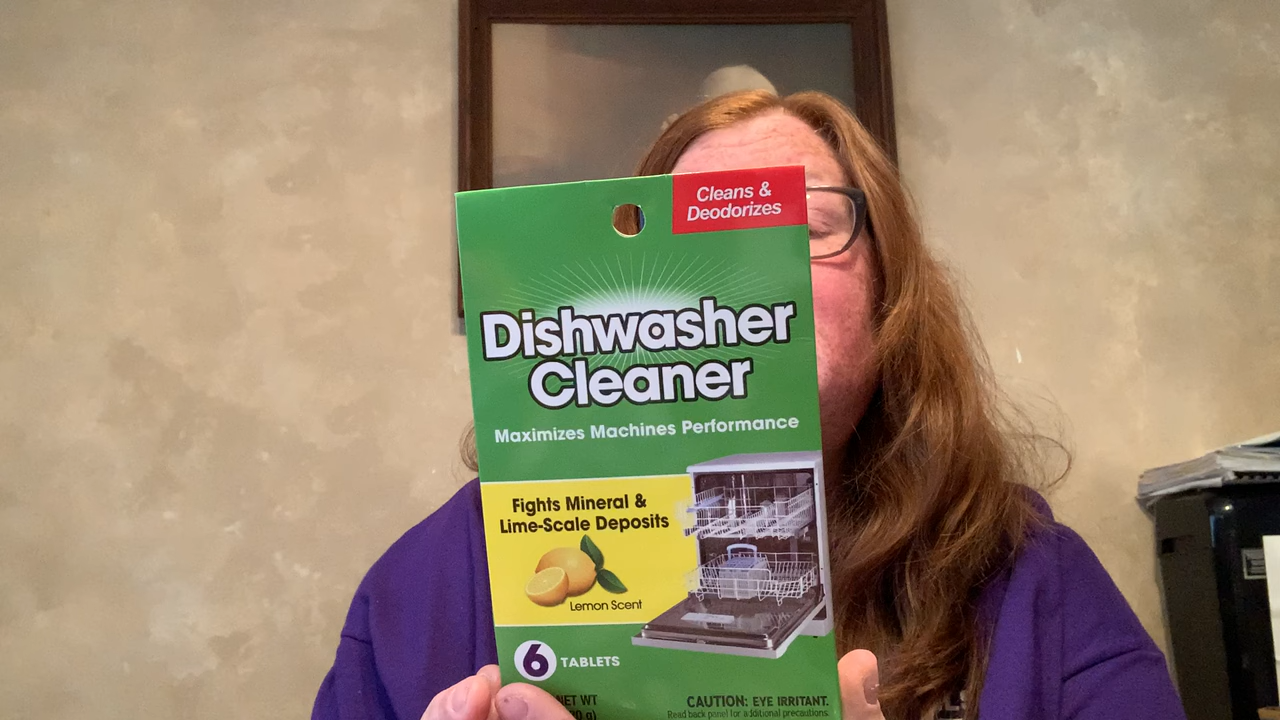 Cleans &
Deodorizes
Dishwasher
Cleaner
Maximizes Machines Performance
Fights Mineral &
Lime-Scale Deposits
Lemon Scent
6 TABLETS
NET WT
CAUTION: EYE IRRITANT.
Read back panel for additional precautions.